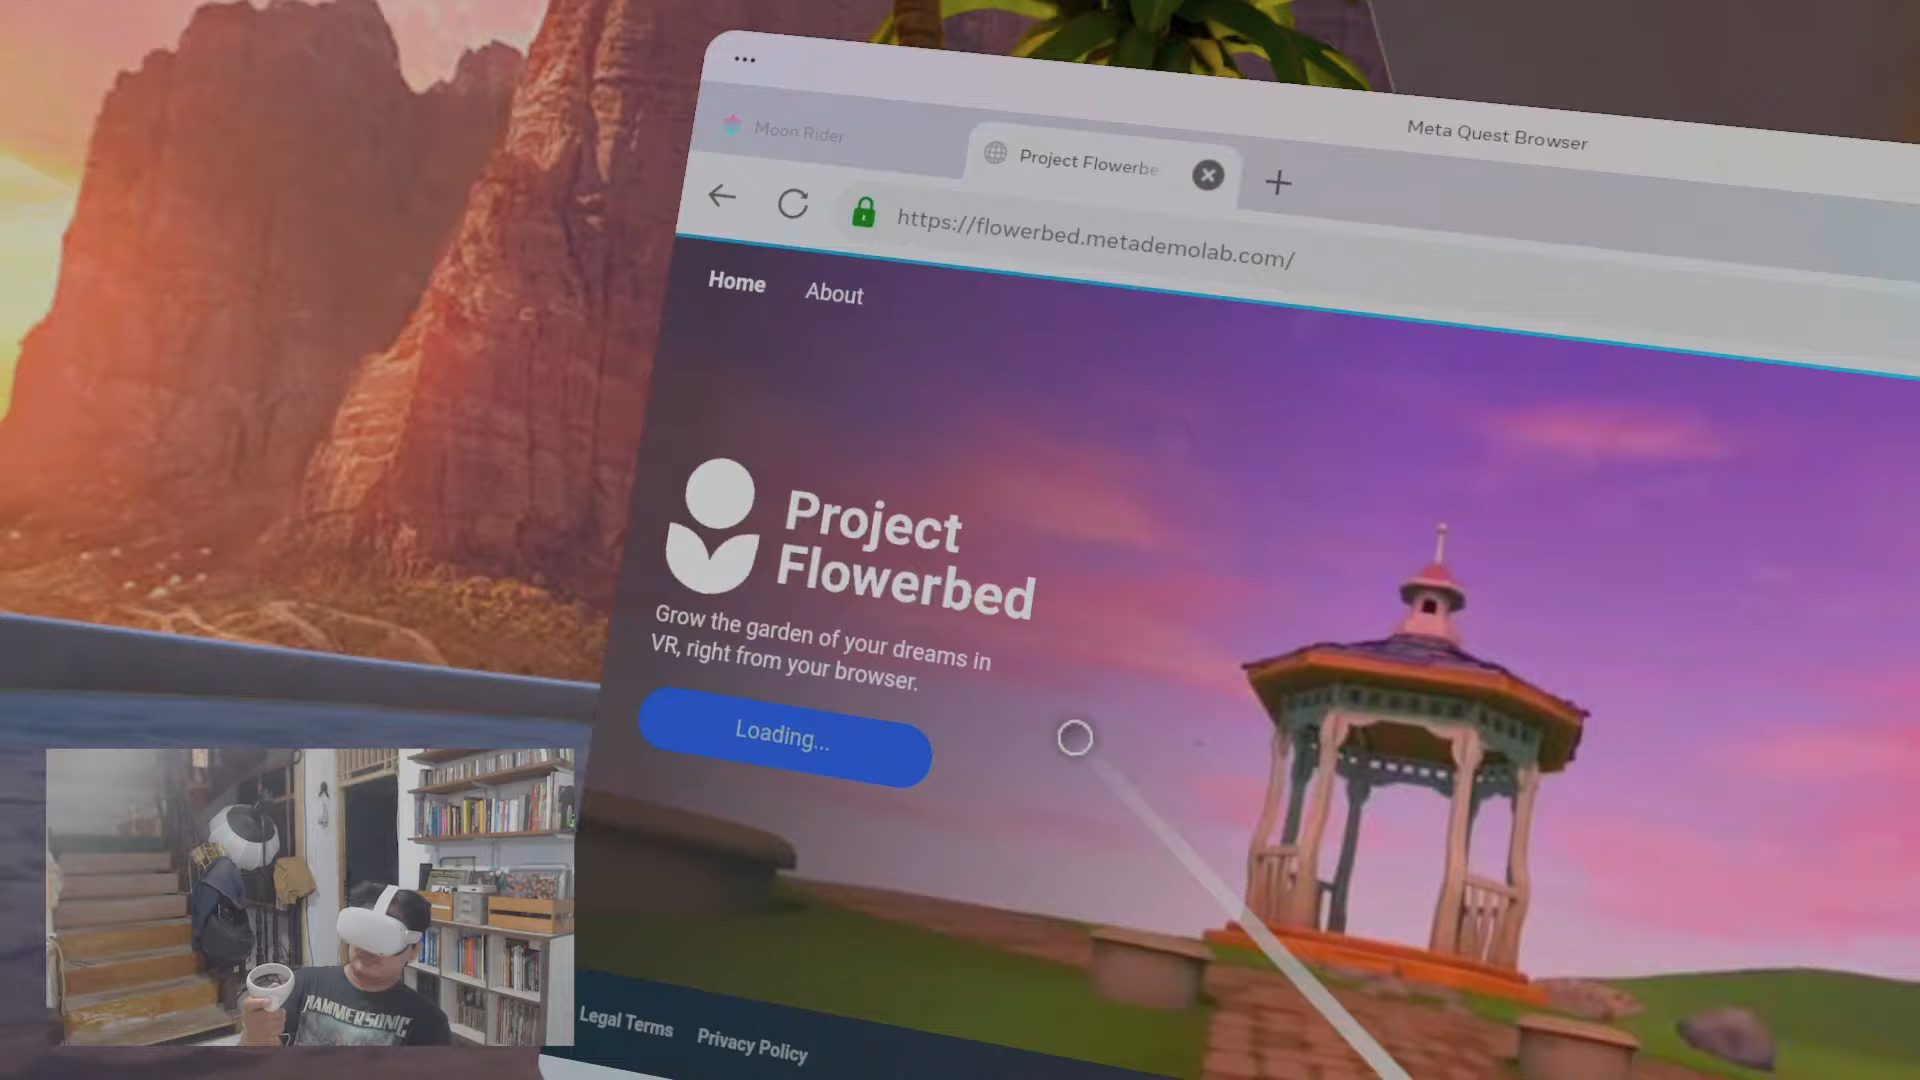 Meta Quest Browser
Moon Rider
Project Flowerbe
https://flowerbed.metademolab.com/
Home About
Project
Flowerbed
Grow the garden of your dreams in
VR, right from your browser.
Loading...
HAMMERSONIC
Legal Terms Privacy Policy